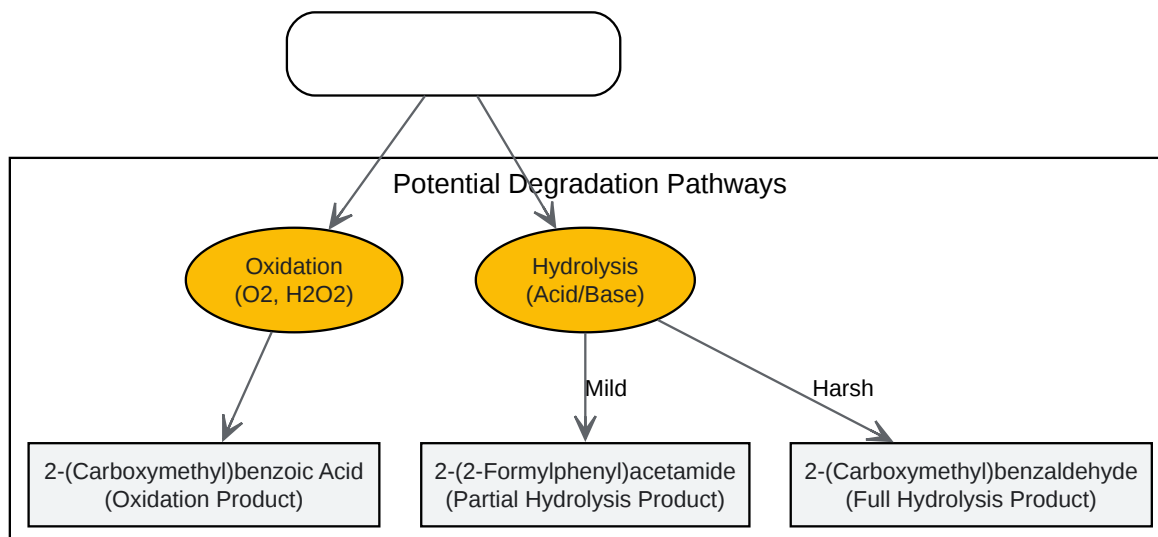 Potential Degradation Pathways
Oxidation
(O2, H2O2)
Hydrolysis
(Acid/Base)
Mild
Harsh
2-(Carboxymethyl)benzoic Acid
(Oxidation Product)
2-(2-Formylphenyl)acetamide
(Partial Hydrolysis Product)
2-(Carboxymethyl)benzaldehyde
(Full Hydrolysis Product)